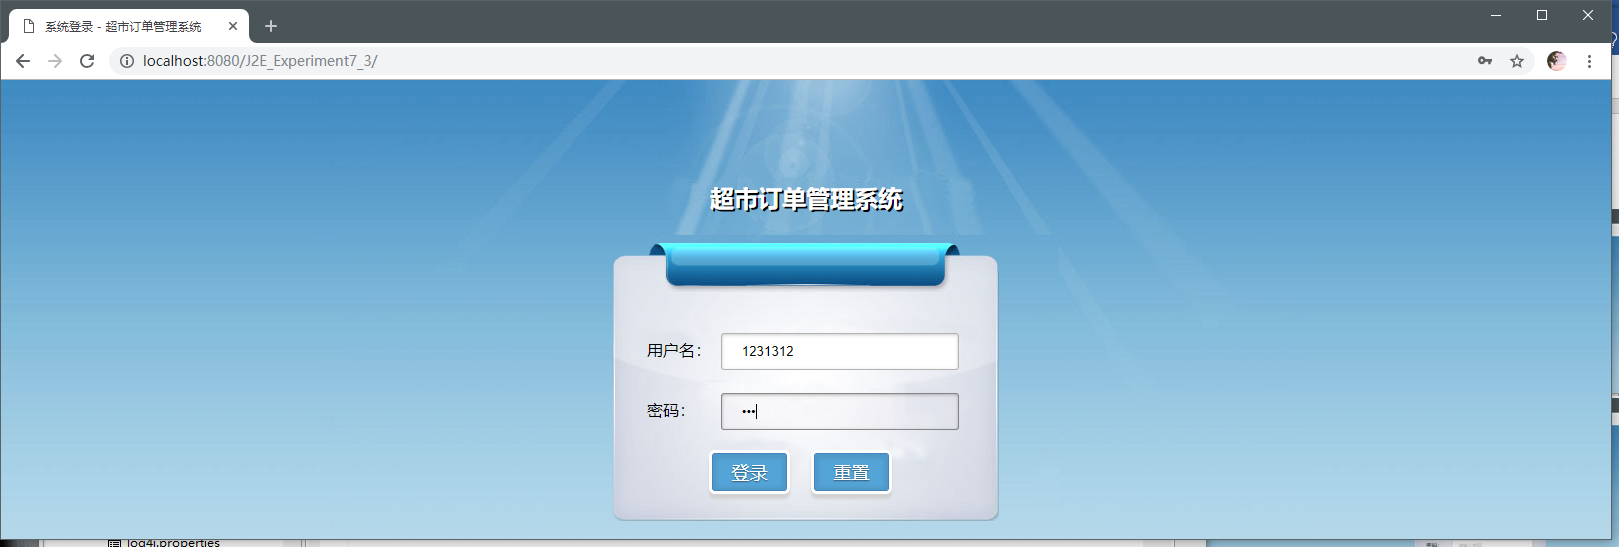 系统登录 - 超市订单管理系统
localhost:8080/J2E_Experiment7_3/
超市订单管理系统
用户名： 1231312
密码： •••
登录 重置
log4j.properties